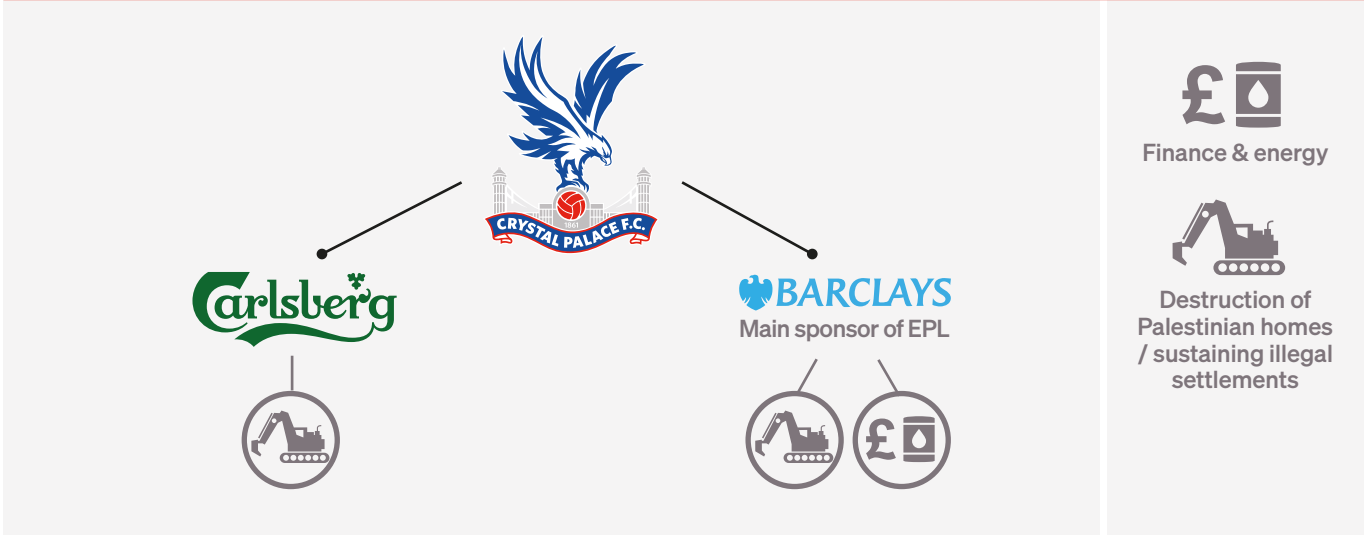 1861
CRYSTAL PALACE F.C.
Carlsberg
BARCLAYS
Main sponsor of EPL
£
£
Finance & energy
Destruction of
Palestinian homes
/ sustaining illegal
settlements